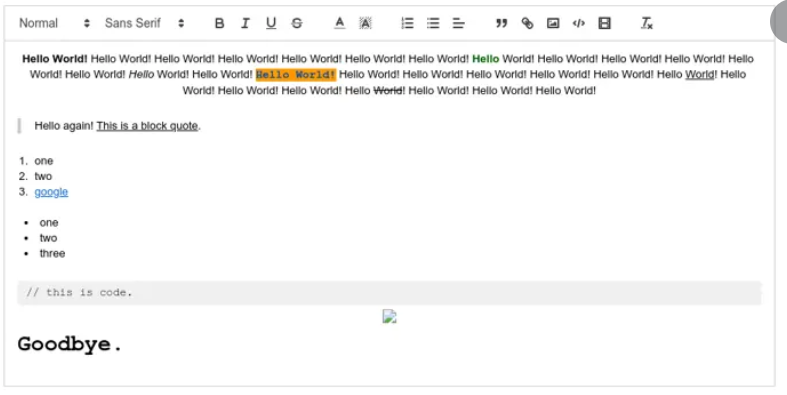 Normal Sans Serif B I U S A A </> Tx
Hello World! Hello World! Hello World! Hello World! Hello World! Hello World! Hello World! Hello World! Hello World! Hello World! Hello World! Hello
World! Hello World! Hello World! Hello World! Hello World! Hello World! Hello World! Hello World! Hello World! Hello World! Hello World! Hello
World! Hello World! Hello World! Hello World! Hello World! Hello World! Hello World!
Hello again! This is a block quote.
1. one
2. two
3. google
• one
• two
• three
// this is code.
Goodbye.